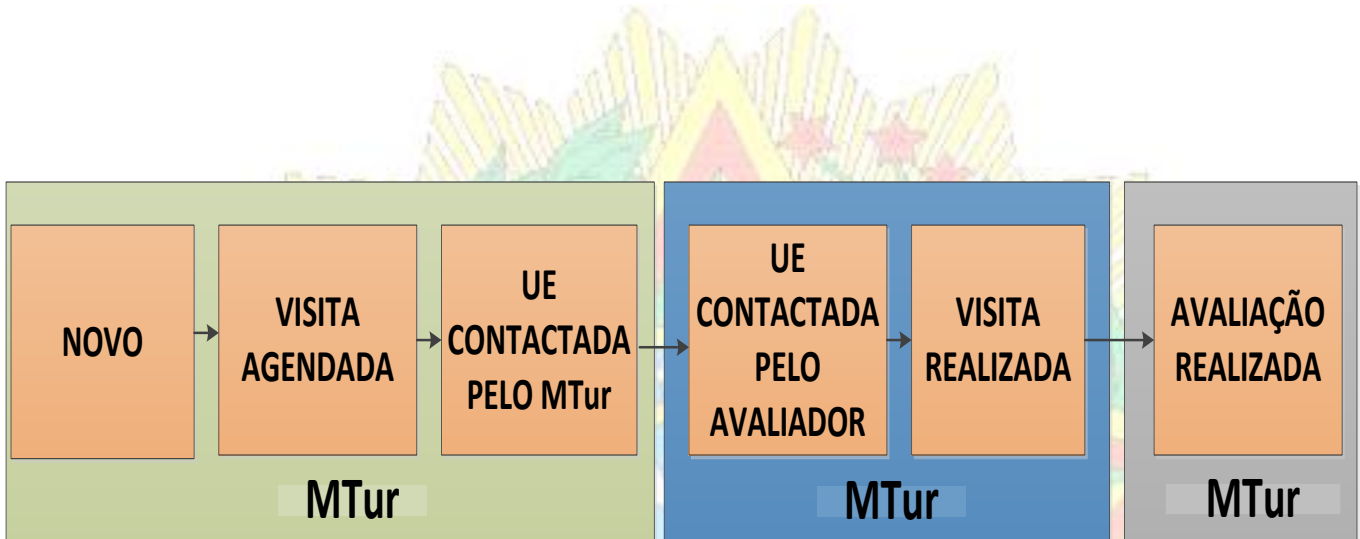 NOVO
VISITA
AGENDADA
UE
CONTACTADA
PELO MTur
MTur
UE
CONTACTADA
PELO
AVALIADOR
VISITA
REALIZADA
MTur
AVALIAÇÃO
REALIZADA
MTur